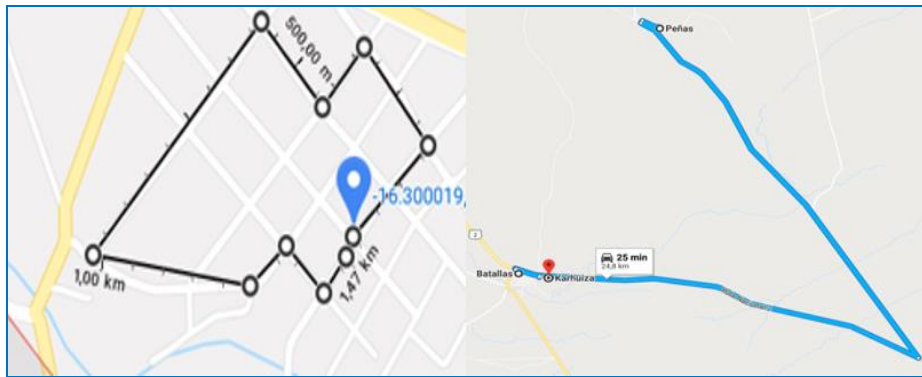 500,00 m
-16.300019,
1,00 km
1,47 km
Peñas
2
Batallas
Karhuiza
25 min
24,8 km